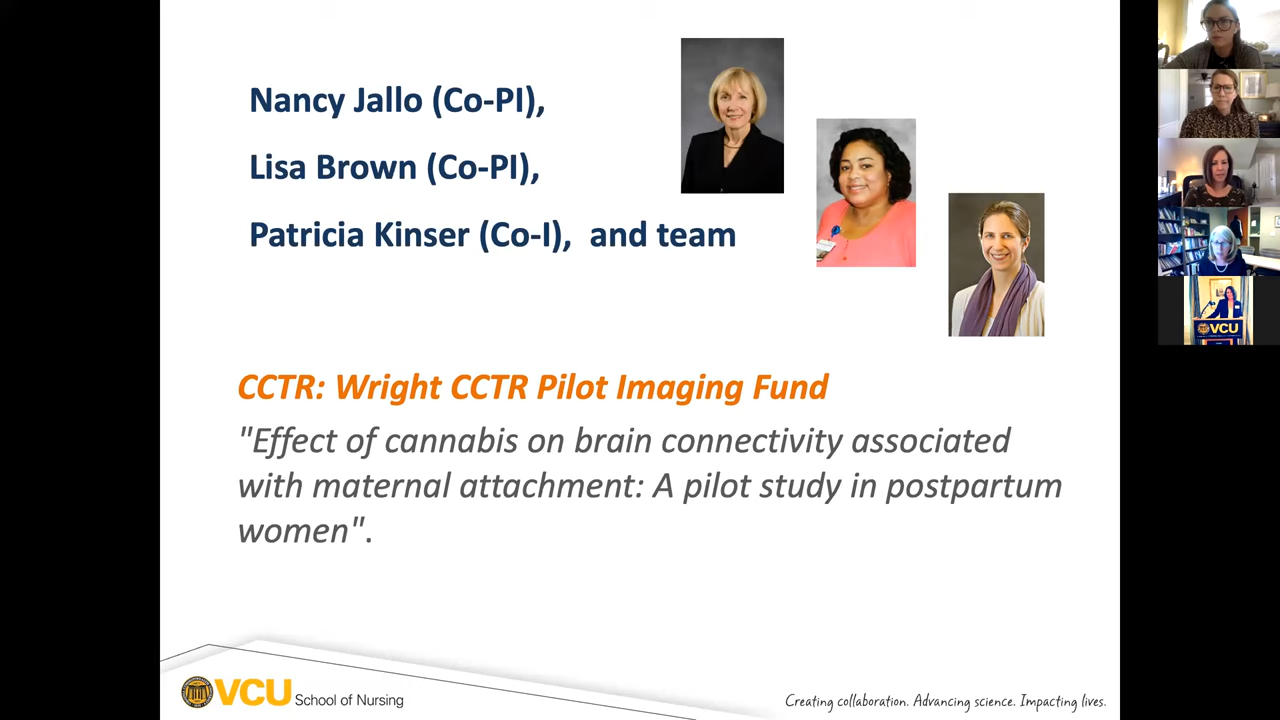 Nancy Jallo (Co-PI),
Lisa Brown (Co-PI),
Patricia Kinser (Co-I), and team
CCTR: Wright CCTR Pilot Imaging Fund
"Effect of cannabis on brain connectivity associated
with maternal attachment: A pilot study in postpartum
women".
VCU School of Nursing
Creating collaboration. Advancing science. Impacting lives.
VCU